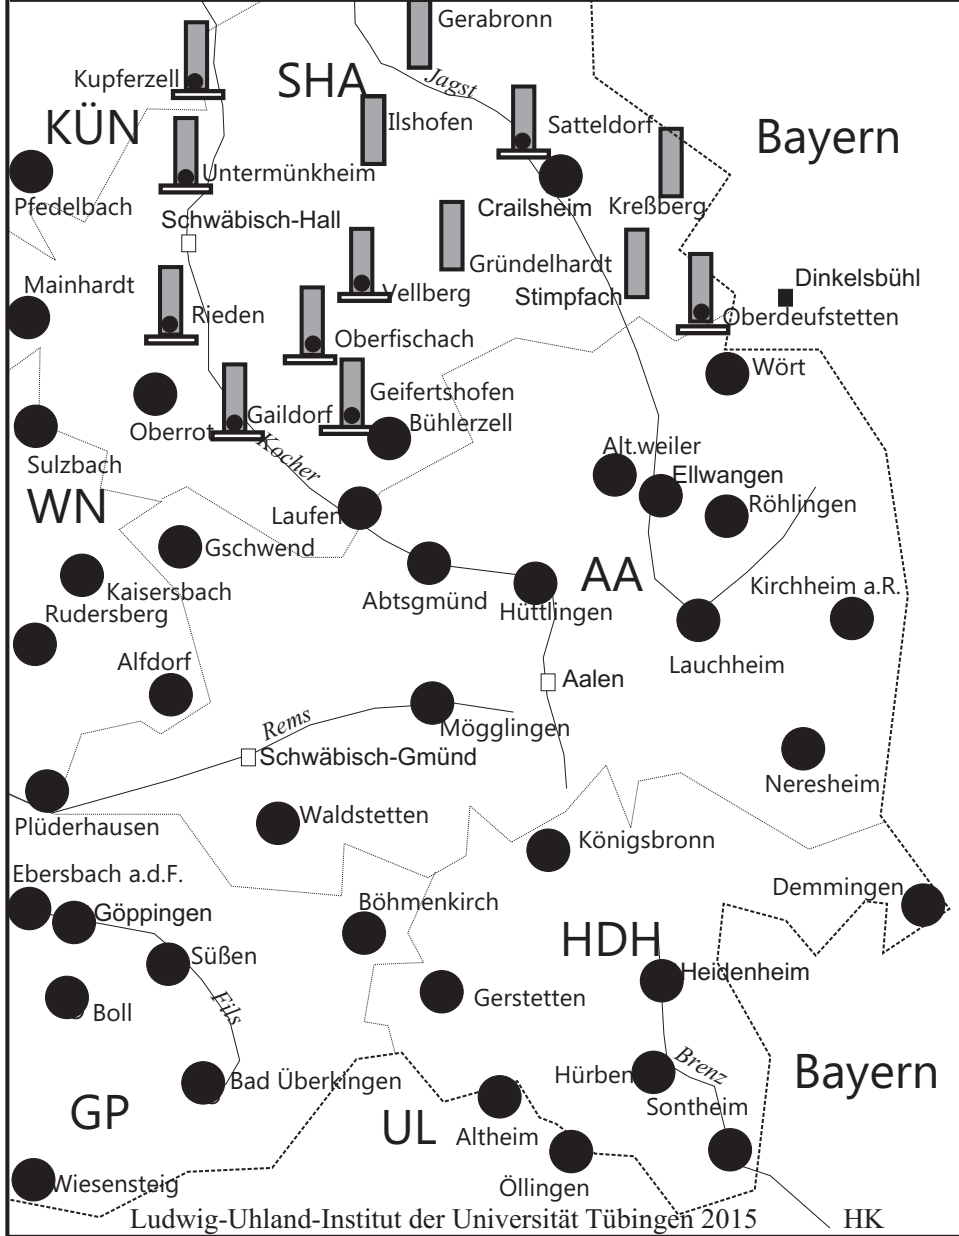 Gerabronn
Kupferzell
SHA
Jagst
KÜN
Ilshofen
Satteldorf
Bayern
Untermünkheim
Pfedelbach
Crailsheim
Kreßberg
Schwäbisch-Hall
Gründelhardt
Mainhardt
Vellberg
Stimpfach
Dinkelsbühl
Rieden
Oberdeufstetten
Oberfischach
Wört
Geifertshofen
Gaildorf
Bühlerzell
Oberrot
Kocher
Alt.weiler
Sulzbach
Ellwangen
WN
Röhlingen
Laufen
Gschwend
AA
Kaisersbach
Abtsgmünd
Hüttlingen
Kirchheim a.R.
Rudersberg
Alfdorf
Lauchheim
Aalen
Rems
Mögglingen
Schwäbisch-Gmünd
Neresheim
Waldstetten
Plüderhausen
Königsbronn
Ebersbach a.d.F.
Demmingen
Böhmenkirch
Göppingen
HDH
Süßen
Heidenheim
Gerstetten
Boll
Fils
Brenz
Bayern
Hürben
Bad Überkingen
GP
Sontheim
UL
Altheim
Wiesensteig
Öllingen
Ludwig-Uhland-Institut der Universität Tübingen 2015 HK